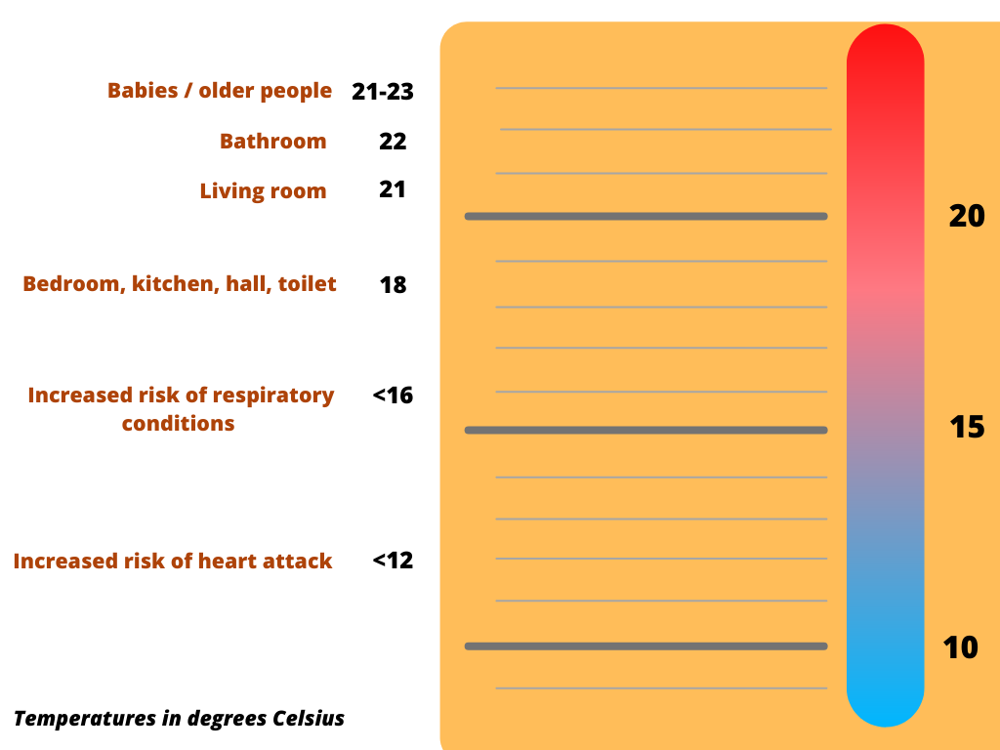 Babies / older people 21-23
Bathroom 22
Living room 21
20
Bedroom, kitchen, hall, toilet 18
Increased risk of respiratory <16
conditions
15
Increased risk of heart attack <12
10
Temperatures in degrees Celsius